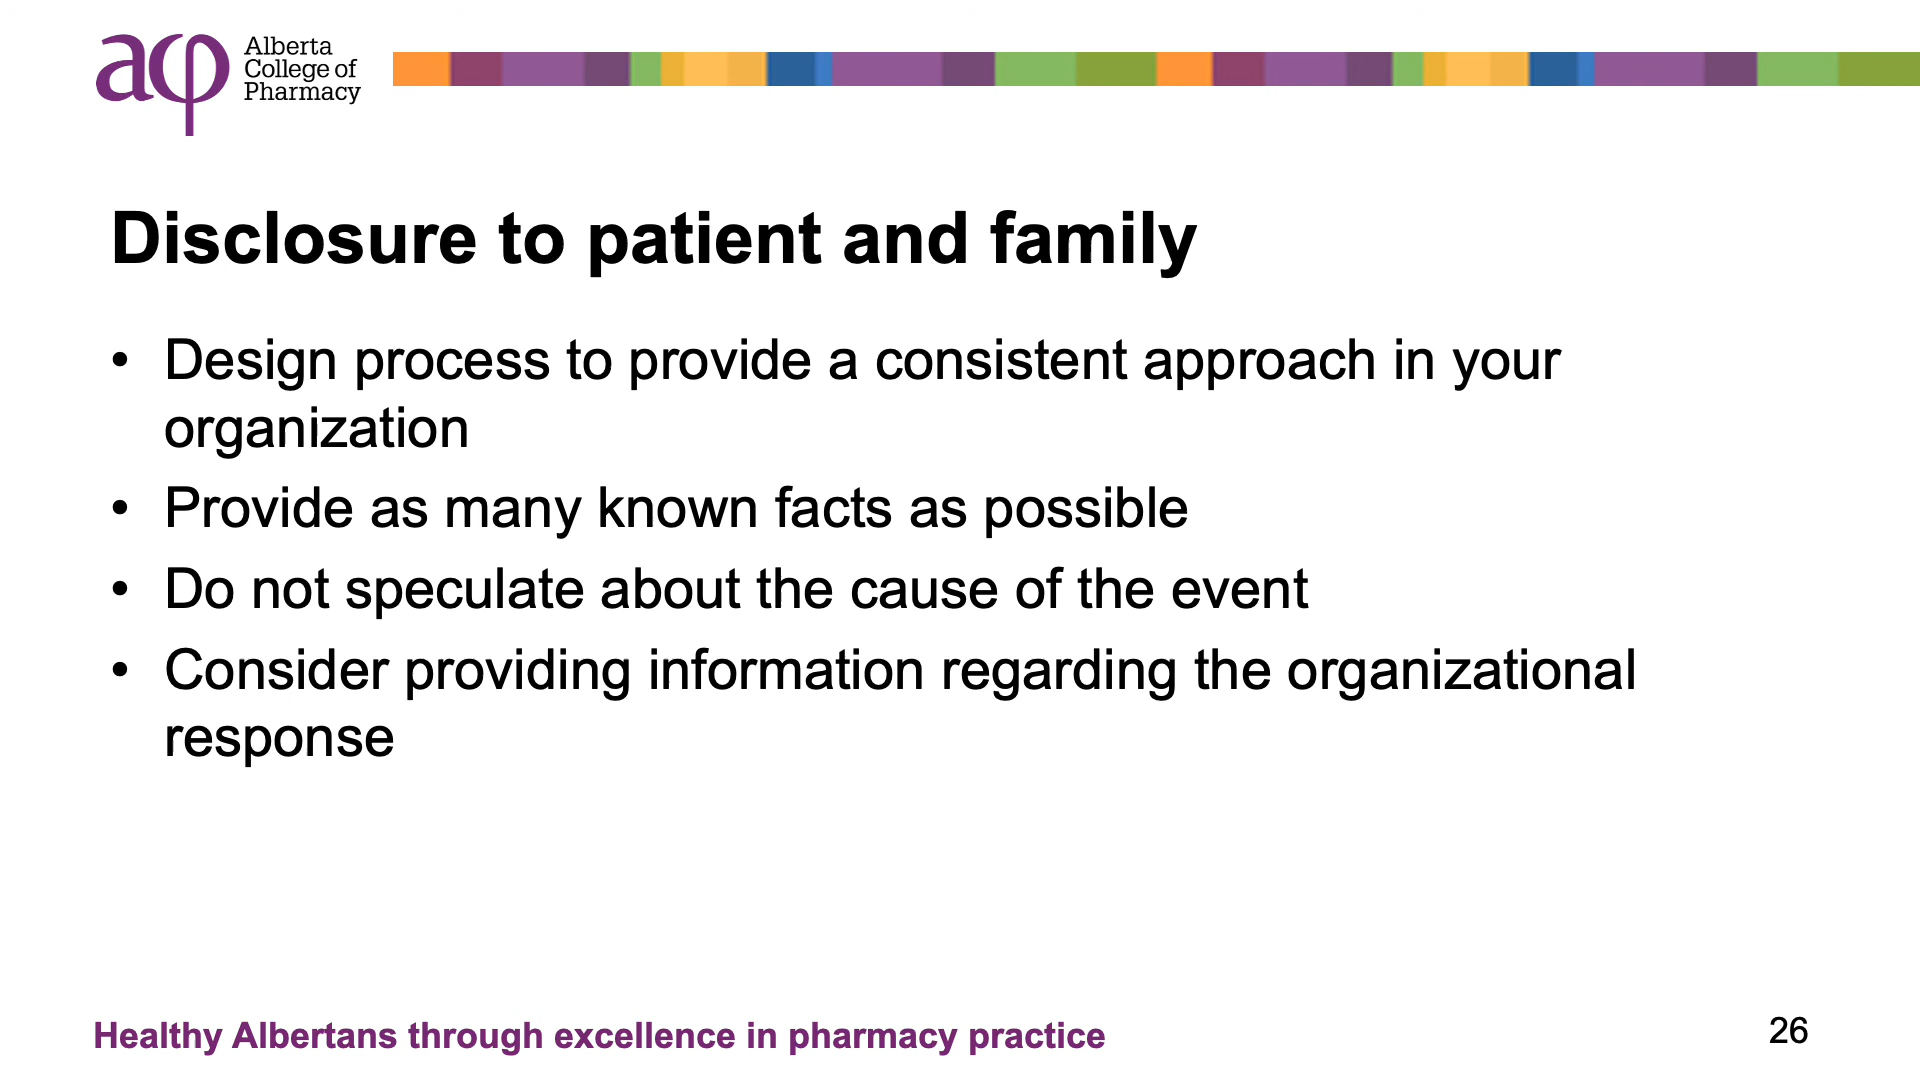 acp
Alberta
College of
Pharmacy
Disclosure to patient and family
• Design process to provide a consistent approach in your
organization
• Provide as many known facts as possible
• Do not speculate about the cause of the event
• Consider providing information regarding the organizational
response
Healthy Albertans through excellence in pharmacy practice
26